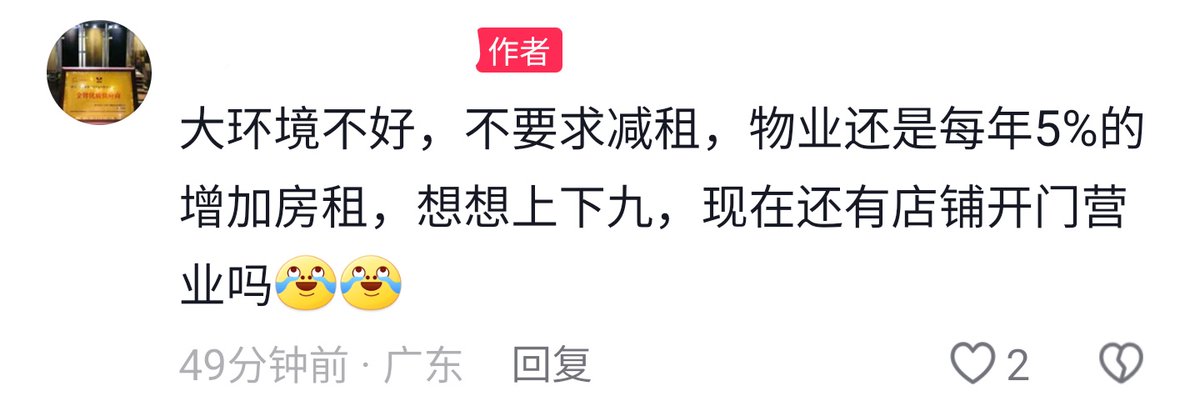 作者
大环境不好，不要求减租，物业还是每年5%的
增加房租，想想上下九，现在还有店铺开门营
业吗
49分钟前 · 广东 回复 2